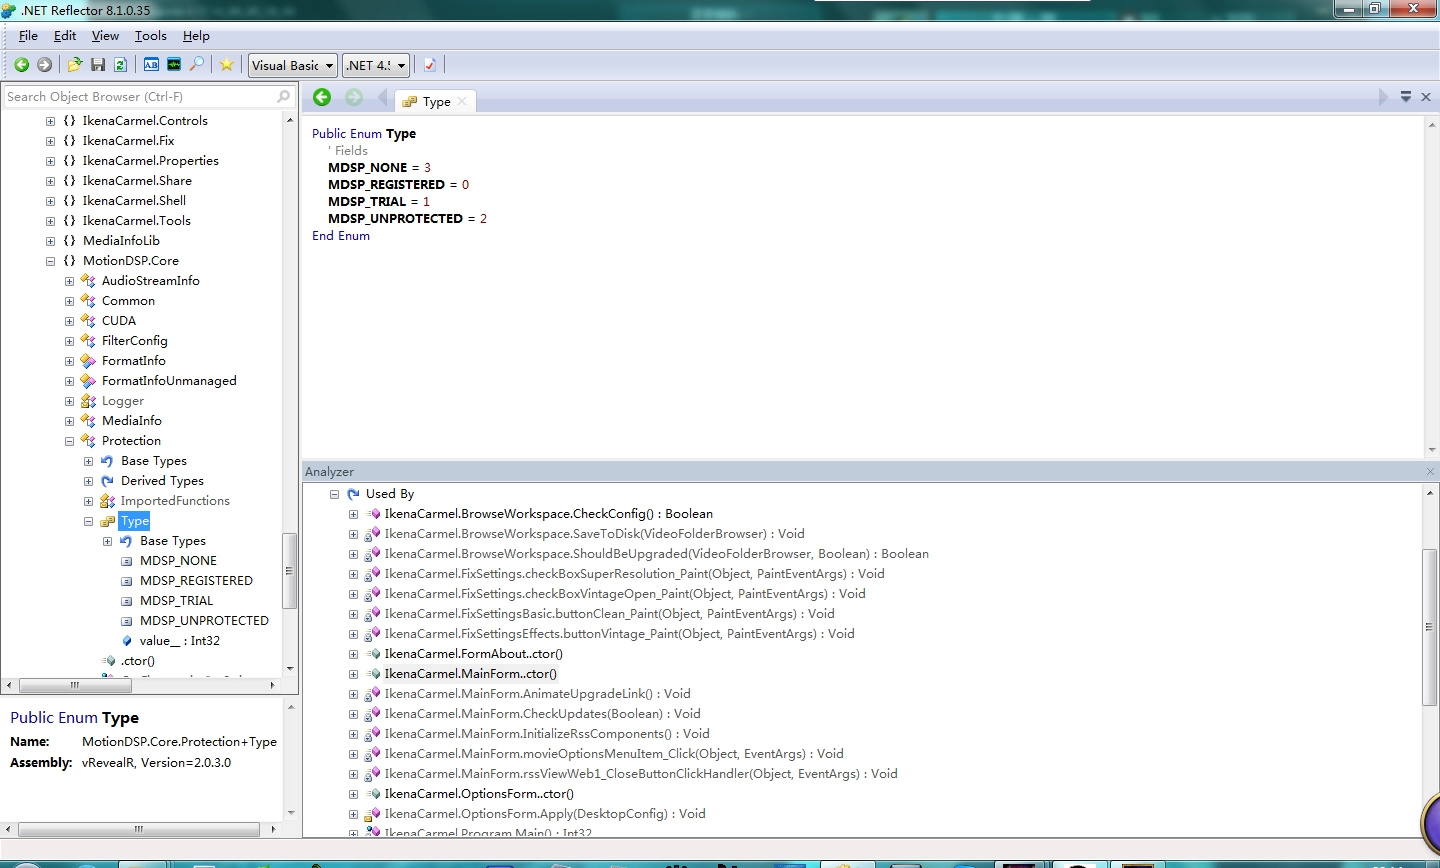 .NET Reflector 8.1.0.35
File Edit View Tools Help
Visual Basic
.NET 4.5
Search Object Browser (Ctrl-F)
IkenaCarmel.Controls
IkenaCarmel.Fix
IkenaCarmel.Properties
IkenaCarmel.Share
IkenaCarmel.Shell
IkenaCarmel.Tools
MediaInfoLib
MotionDSP.Core
AudioStreamInfo
Common
CUDA
FilterConfig
FormatInfo
FormatInfoUnmanaged
Logger
MediaInfo
Protection
Base Types
Derived Types
ImportedFunctions
Type
Base Types
MDSP_NONE
MDSP_REGISTERED
MDSP_TRIAL
MDSP_UNPROTECTED
value__ : Int32
.ctor()
Public Enum Type
Name: MotionDSP.Core.Protection+Type
Assembly: vRevealR, Version=2.0.3.0
Type
Public Enum Type
' Fields
MDSP_NONE = 3
MDSP_REGISTERED = 0
MDSP_TRIAL = 1
MDSP_UNPROTECTED = 2
End Enum
Analyzer
Used By
IkenaCarmel.BrowseWorkspace.CheckConfig() : Boolean
IkenaCarmel.BrowseWorkspace.SaveToDisk(VideoFolderBrowser) : Void
IkenaCarmel.BrowseWorkspace.ShouldBeUpgraded(VideoFolderBrowser, Boolean) : Boolean
IkenaCarmel.FixSettings.checkBoxSuperResolution_Paint(Object, PaintEventArgs) : Void
IkenaCarmel.FixSettings.checkBoxVintageOpen_Paint(Object, PaintEventArgs) : Void
IkenaCarmel.FixSettingsBasic.buttonClean_Paint(Object, PaintEventArgs) : Void
IkenaCarmel.FixSettingsEffects.buttonVintage_Paint(Object, PaintEventArgs) : Void
IkenaCarmel.FormAbout..ctor()
IkenaCarmel.MainForm..ctor()
IkenaCarmel.MainForm.AnimateUpgradeLink() : Void
IkenaCarmel.MainForm.CheckUpdates(Boolean) : Void
IkenaCarmel.MainForm.InitializeRssComponents() : Void
IkenaCarmel.MainForm.movieOptionsMenuItem_Click(Object, EventArgs) : Void
IkenaCarmel.MainForm.rssViewWeb1_CloseButtonClickHandler(Object, EventArgs) : Void
IkenaCarmel.OptionsForm..ctor()
IkenaCarmel.OptionsForm.Apply(DesktopConfig) : Void
IkenaCarmel.Program.Main() : Int32